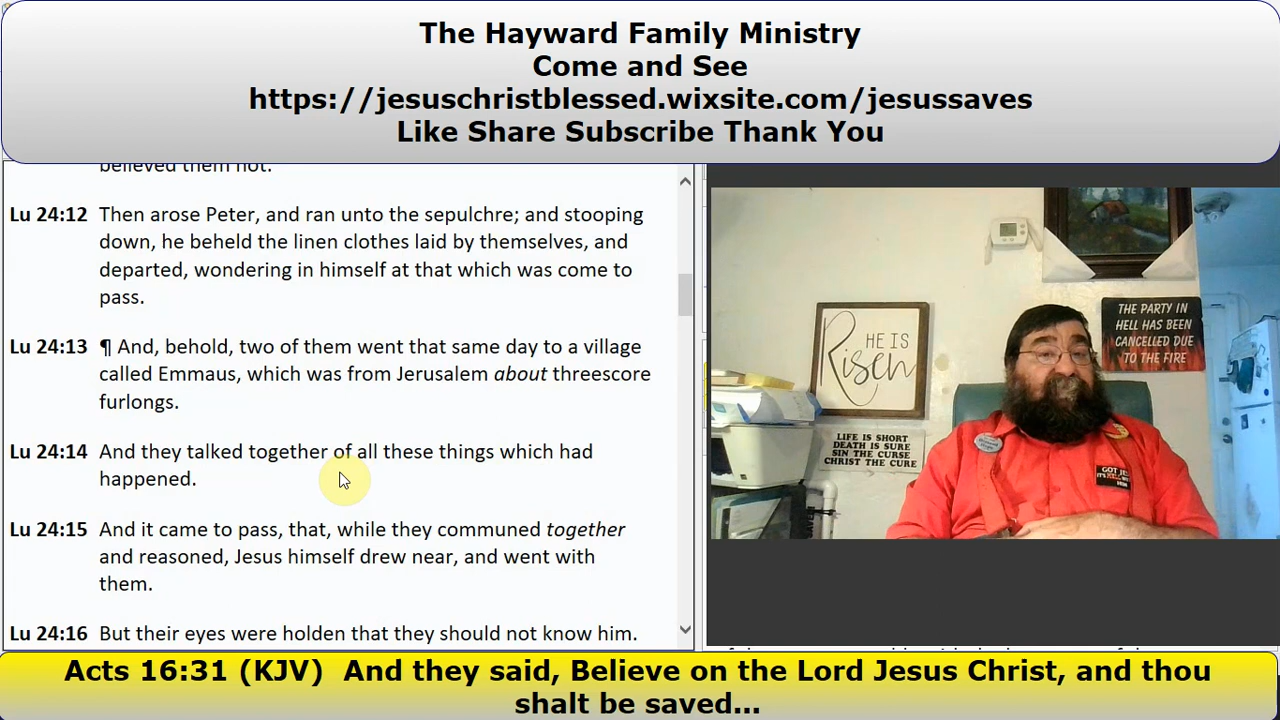 The Hayward Family Ministry
Come and See
https://jesuschristblessed.wixsite.com/jesussaves
Like Share Subscribe Thank You
believed them not.
Lu 24:12 Then arose Peter, and ran unto the sepulchre; and stooping
down, he beheld the linen clothes laid by themselves, and
departed, wondering in himself at that which was come to
pass.
Lu 24:13 ¶ And, behold, two of them went that same day to a village
called Emmaus, which was from Jerusalem about threescore
furlongs.
Lu 24:14 And they talked together of all these things which had
happened.
Lu 24:15 And it came to pass, that, while they communed together
and reasoned, Jesus himself drew near, and went with
them.
Lu 24:16 But their eyes were holden that they should not know him.
HE IS
Risen
THE PARTY IN
HELL HAS BEEN
CANCELLED DUE
TO THE FIRE
LIFE IS SHORT
DEATH IS SURE
SIN THE CURSE
CHRIST THE CURE
GOT
Acts 16:31 (KJV) And they said, Believe on the Lord Jesus Christ, and thou
shalt be saved...